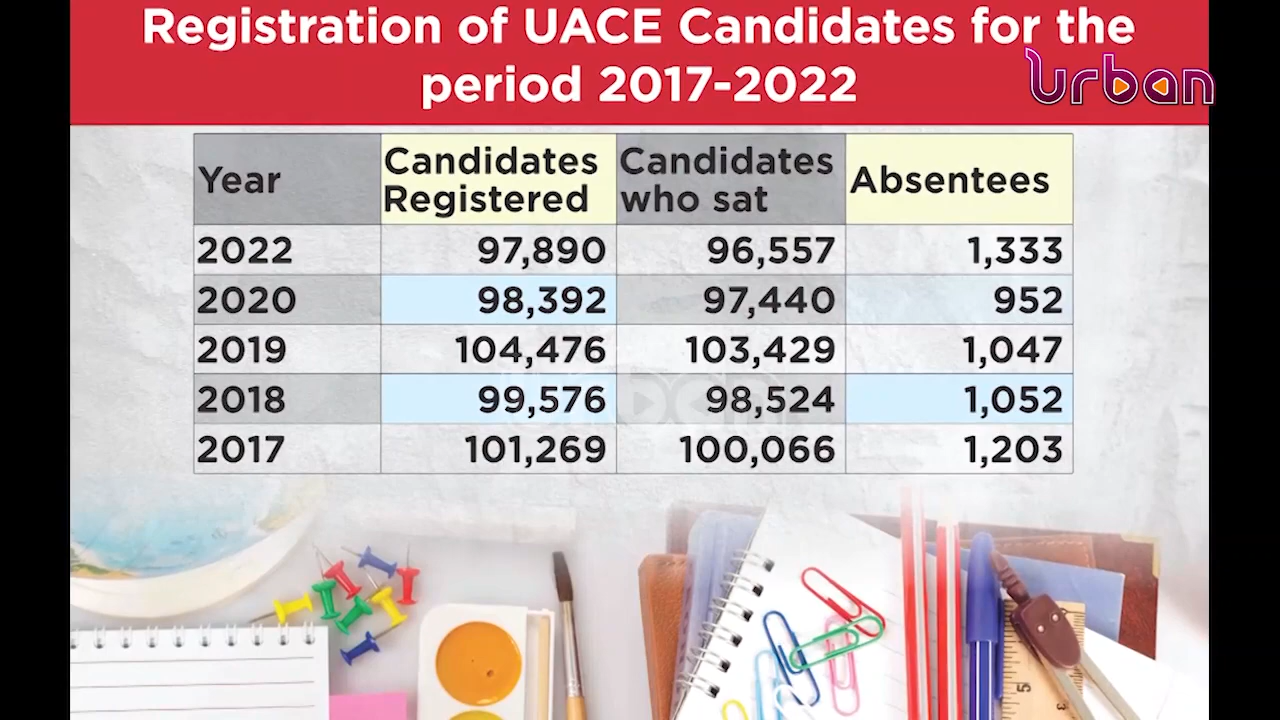 Registration of UACE Candidates for the
period 2017-2022
Urban
Year Candidates Registered Candidates who sat Absentees
2022 97,890 96,557 1,333
2020 98,392 97,440 952
2019 104,476 103,429 1,047
2018 99,576 98,524 1,052
2017 101,269 100,066 1,203
5
3